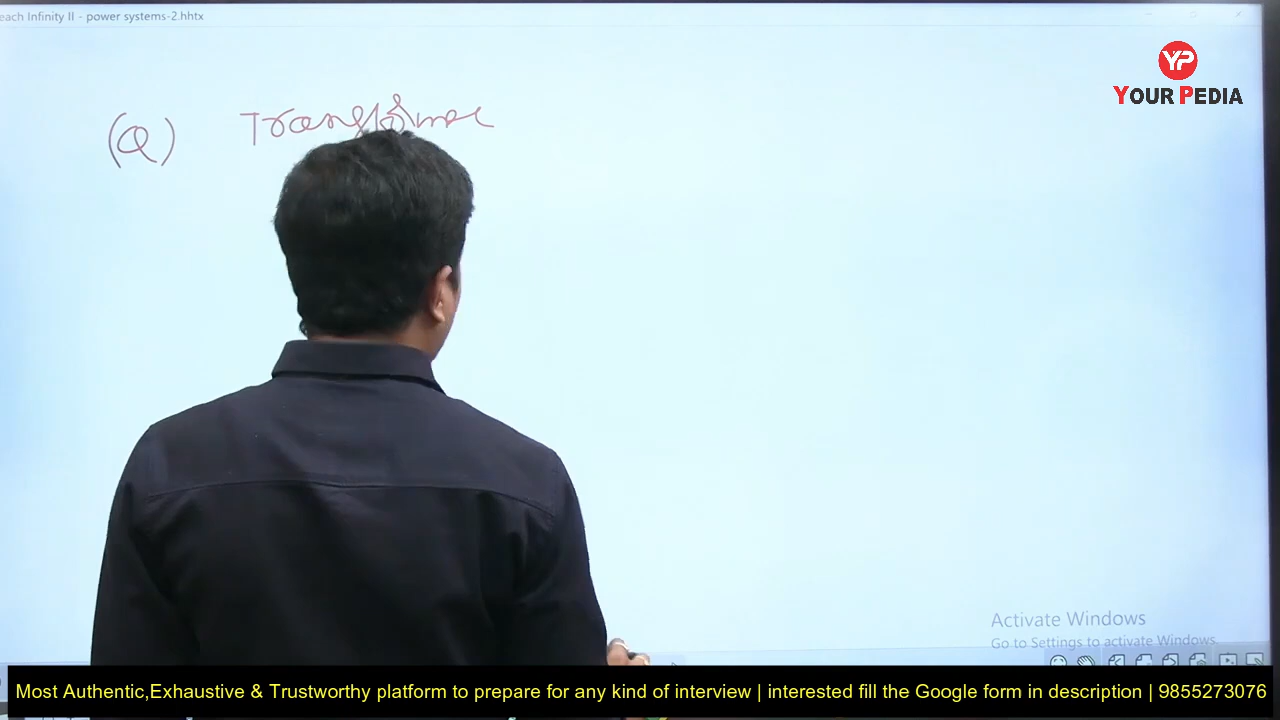 each Infinity II - power systems-2.hhtx
YP
YOUR PEDIA
(Q) Transformer
Activate Windows
Go to Settings to activate Windows.
Most Authentic,Exhaustive & Trustworthy platform to prepare for any kind of interview | interested fill the Google form in description | 9855273076